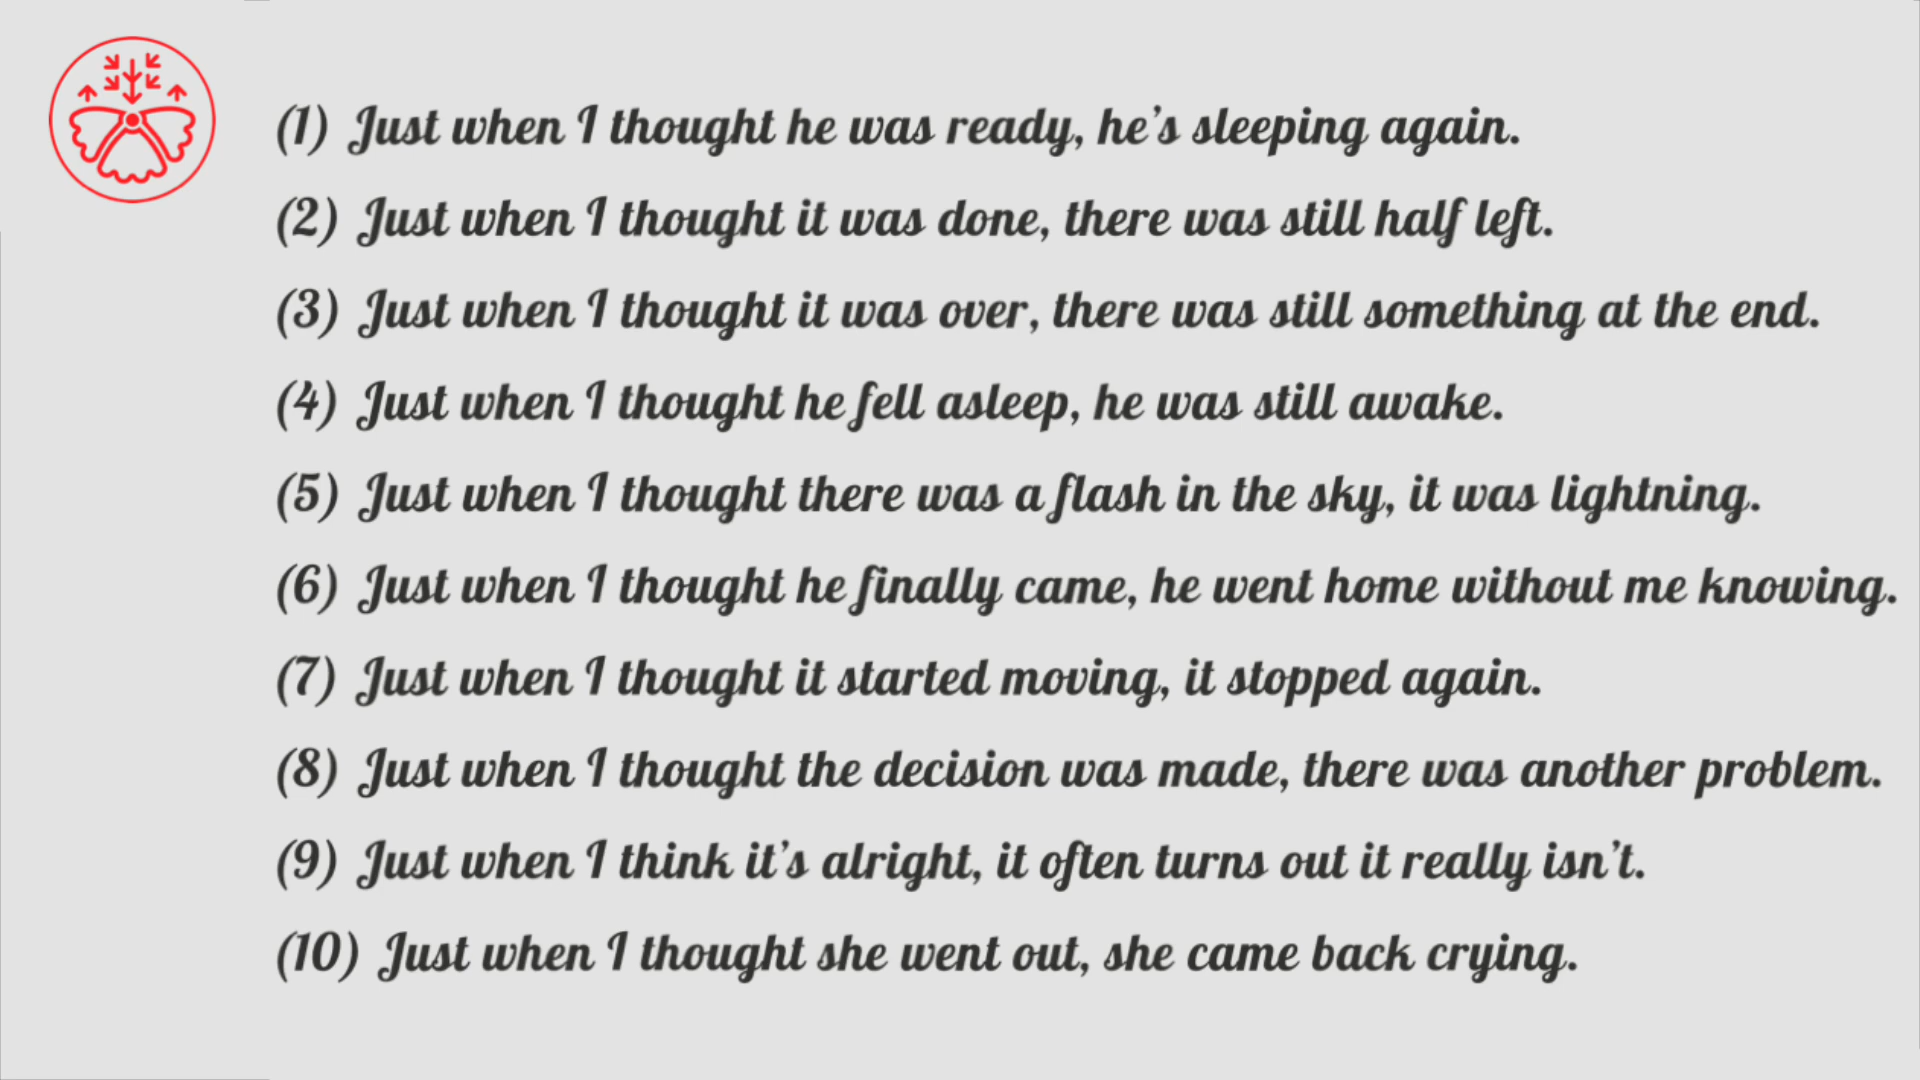 (1) Just when I thought he was ready, he's sleeping again.
(2) Just when I thought it was done, there was still half left.
(3) Just when I thought it was over, there was still something at the end.
(4) Just when I thought he fell asleep, he was still awake.
(5) Just when I thought there was a flash in the sky, it was lightning.
(6) Just when I thought he finally came, he went home without me knowing.
(7) Just when I thought it started moving, it stopped again.
(8) Just when I thought the decision was made, there was another problem.
(9) Just when I think it's alright, it often turns out it really isn't.
(10) Just when I thought she went out, she came back crying.